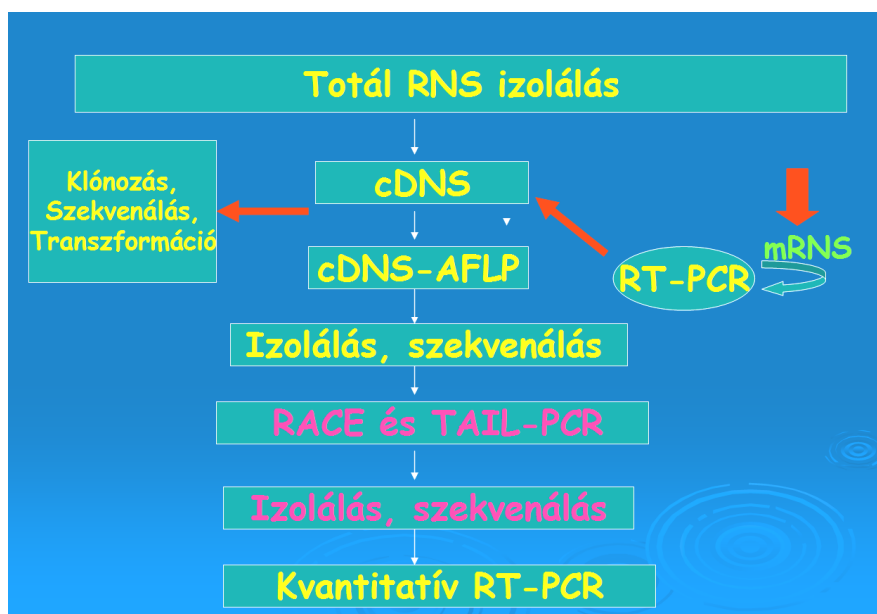 Totál RNS izolálás
Klónozás,
Szekvenálás,
Transzformáció
cDNS
mRNS
RT-PCR
cDNS-AFLP
Izolálás, szekvenálás
RACE és TAIL-PCR
Izolálás, szekvenálás
Kvantitatív RT-PCR